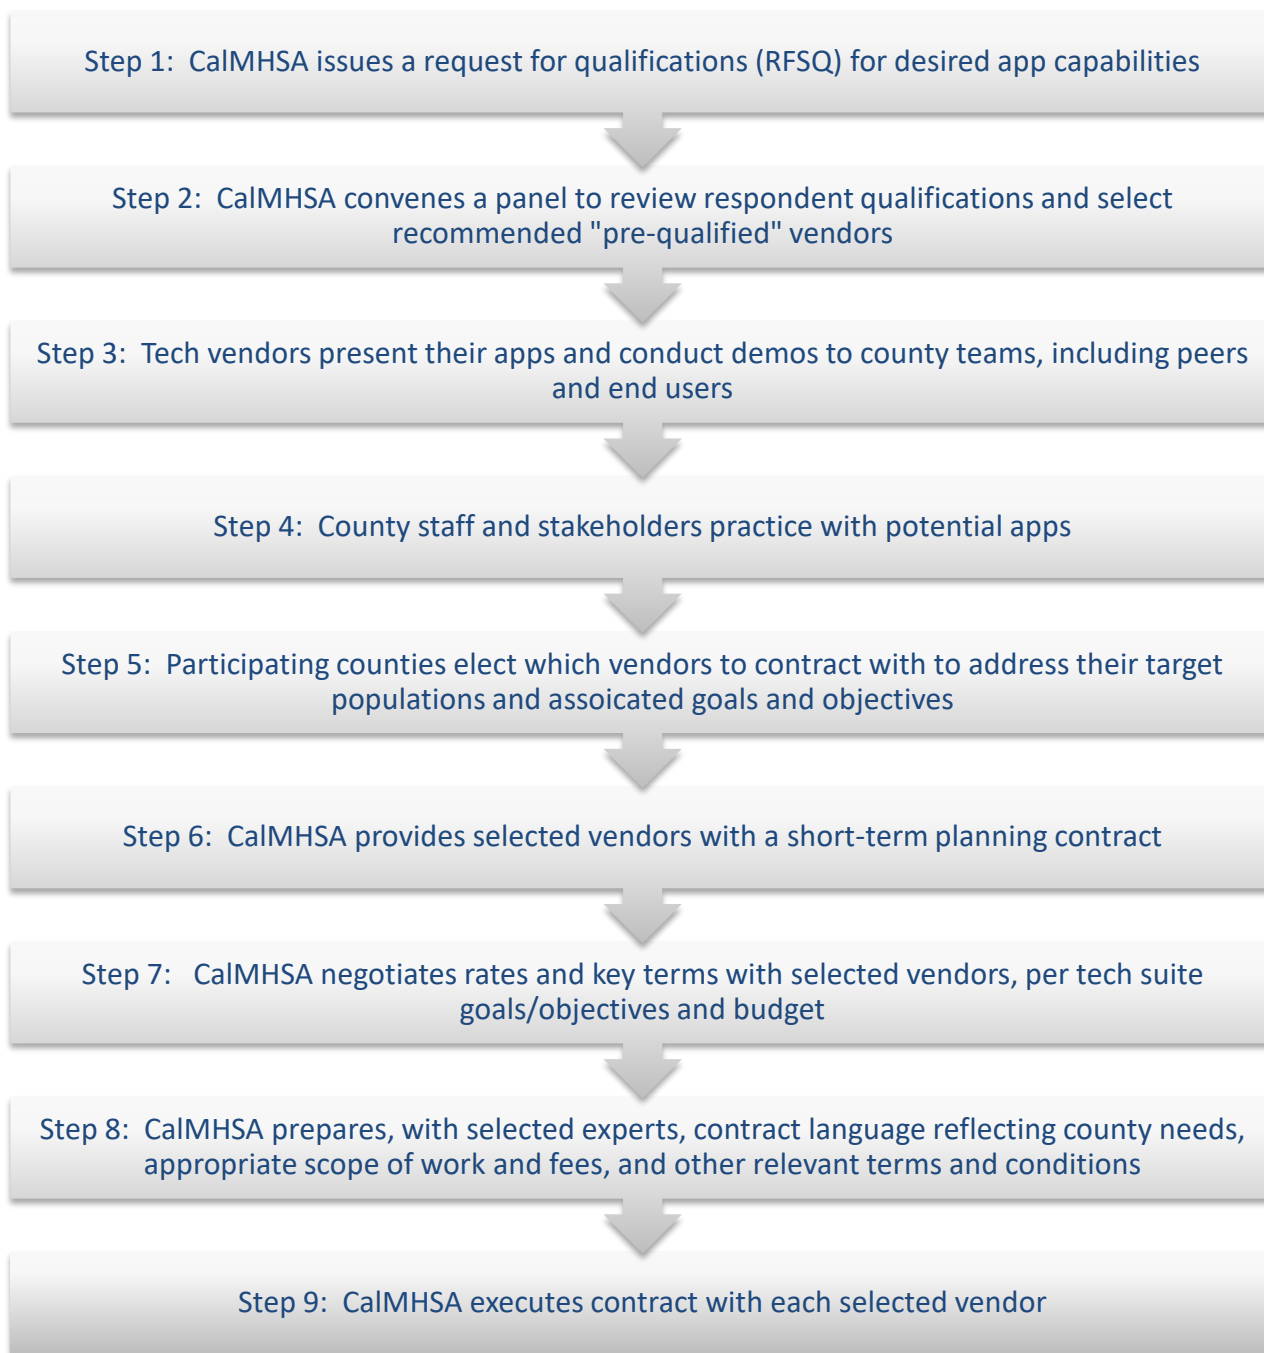 Step 1:  CalMHSA issues a request for qualifications (RFSQ) for desired app capabilities
Step 2:  CalMHSA convenes a panel to review respondent qualifications and select
recommended "pre-qualified" vendors
Step 3:  Tech vendors present their apps and conduct demos to county teams, including peers
and end users
Step 4:  County staff and stakeholders practice with potential apps
Step 5:  Participating counties elect which vendors to contract with to address their target
populations and assoicated goals and objectives
Step 6:  CalMHSA provides selected vendors with a short-term planning contract
Step 7:   CalMHSA negotiates rates and key terms with selected vendors, per tech suite
goals/objectives and budget
Step 8:  CalMHSA prepares, with selected experts, contract language reflecting county needs,
appropriate scope of work and fees, and other relevant terms and conditions
Step 9:  CalMHSA executes contract with each selected vendor